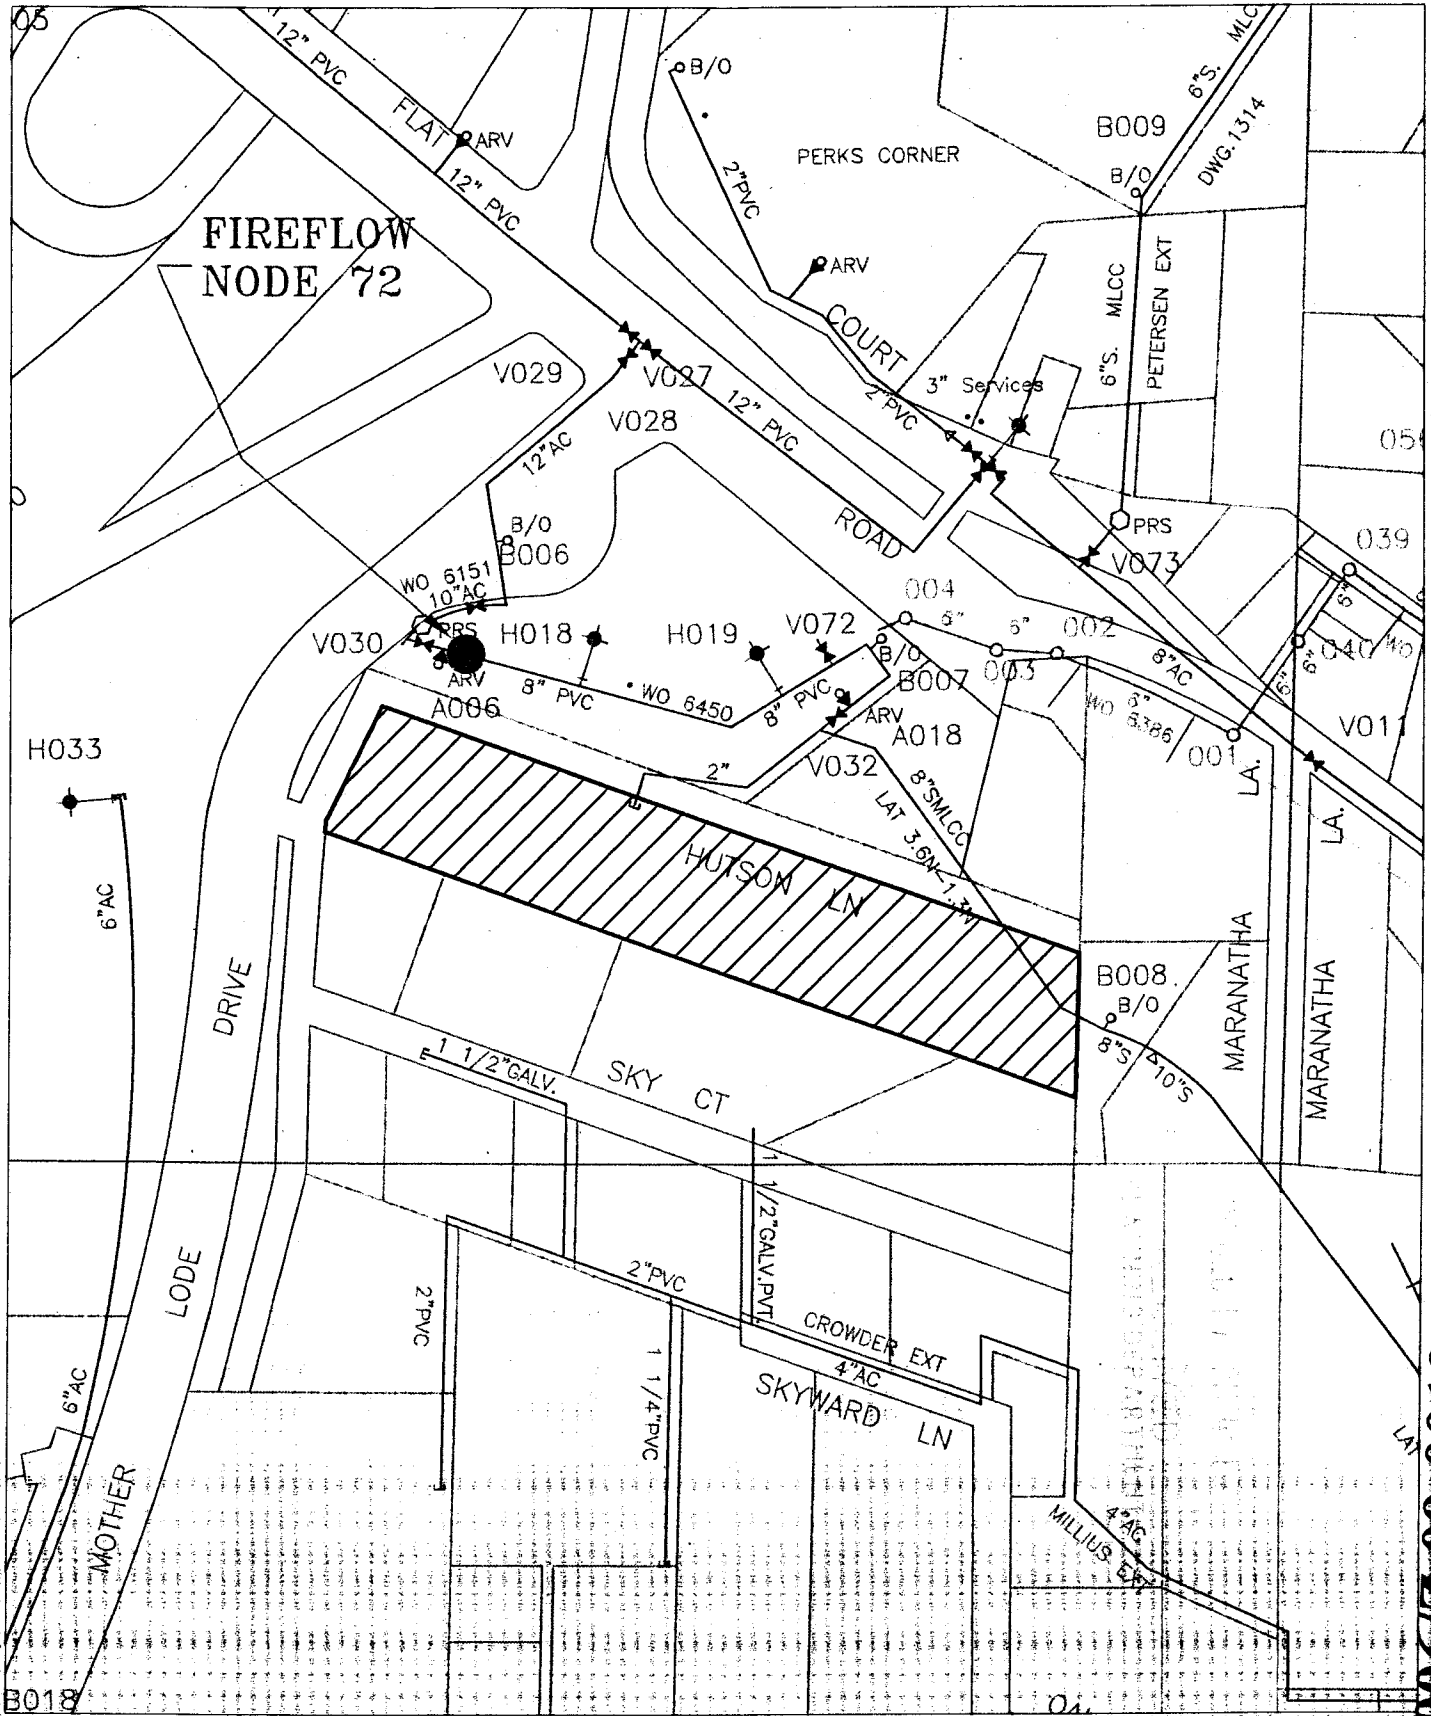 05
12" PVC
FLAT
ARV
12" PVC
FIREFLOW
NODE 72
B/O
2"PVC
PERKS CORNER
ARV
COURT
6"S. MLCC
DWG.1314
B009
B/O
6"S. MLCC
PETERSEN EXT
V029
V027
V028
12" PVC
12"AC
3" Services
2"PVC
ROAD
PRS
V073
039
B/O
B006
WO 6151
10"AC
V030
PRS
H018
H019
V072
004
6"
6"
002
003
B/O
B007
8"AC
6"
040
WO
6"
6"
ARV
A006
8" PVC
WO 6450
8" PVC
ARV
A018
V032
6"
WO 6386
001
V011
LA.
LA.
H033
2"
8"SMLCC
LAT 3.6N-1.3N
HUTSON LN
6"AC
DRIVE
B008
B/O
8"S
10"S
MARANATHA
MARANATHA
1 1/2"GALV.
SKY CT
1 1/2"GALV.PVT.
LODE
2"PVC
2"PVC
CROWDER EXT
4"AC
1 1/4"PVC
SKYWARD LN
6"AC
MOTHER
4"AC
MILLIUS EXT
B018